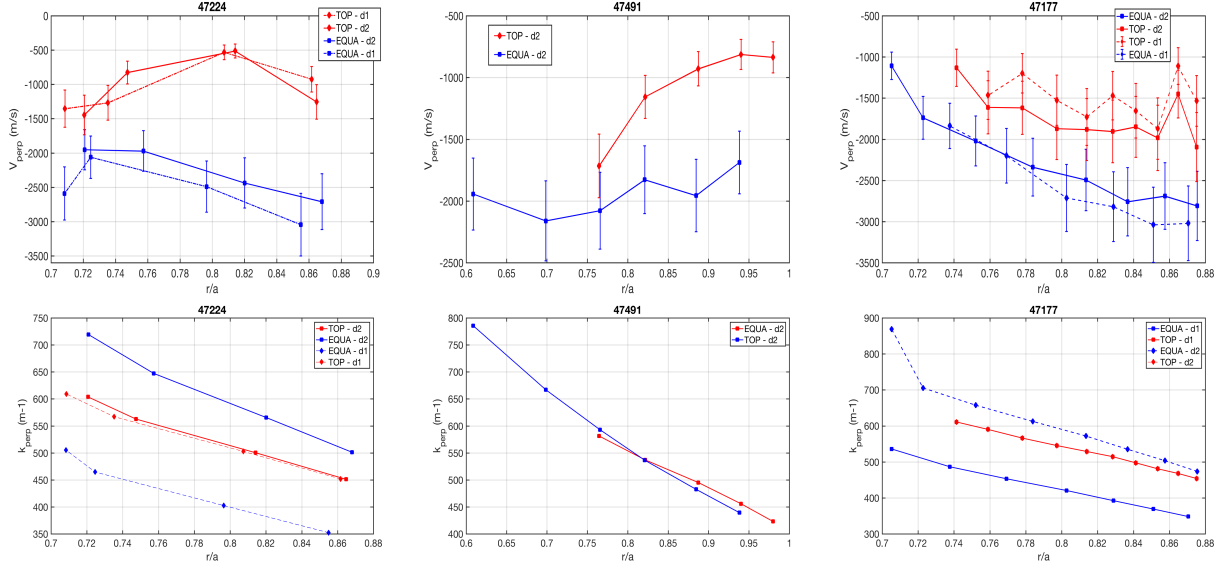 47224
0
-500
-1000
-1500
-2000
-2500
-3000
-3500
V_perp (m/s)
0.7 0.72 0.74 0.76 0.78 0.8 0.82 0.84 0.86 0.88 0.9
r/a
TOP - d1
TOP - d2
EQUA - d2
EQUA - d1
47491
-500
-1000
-1500
-2000
-2500
V_perp (m/s)
0.6 0.65 0.7 0.75 0.8 0.85 0.9 0.95 1
r/a
TOP - d2
EQUA - d2
47177
-500
-1000
-1500
-2000
-2500
-3000
-3500
V_perp (m/s)
0.7 0.72 0.74 0.76 0.78 0.8 0.82 0.84 0.86 0.88
r/a
EQUA - d2
TOP - d2
TOP - d1
EQUA - d1
47224
750
700
650
600
550
500
450
400
350
k_perp (m-1)
0.7 0.72 0.74 0.76 0.78 0.8 0.82 0.84 0.86 0.88
r/a
TOP - d2
EQUA - d2
EQUA - d1
TOP - d1
47491
800
750
700
650
600
550
500
450
400
k_perp (m-1)
0.6 0.65 0.7 0.75 0.8 0.85 0.9 0.95 1
r/a
EQUA - d2
TOP - d2
47177
900
800
700
600
500
400
300
k_perp (m-1)
0.7 0.72 0.74 0.76 0.78 0.8 0.82 0.84 0.86 0.88
r/a
EQUA - d1
TOP - d1
EQUA - d2
TOP - d2